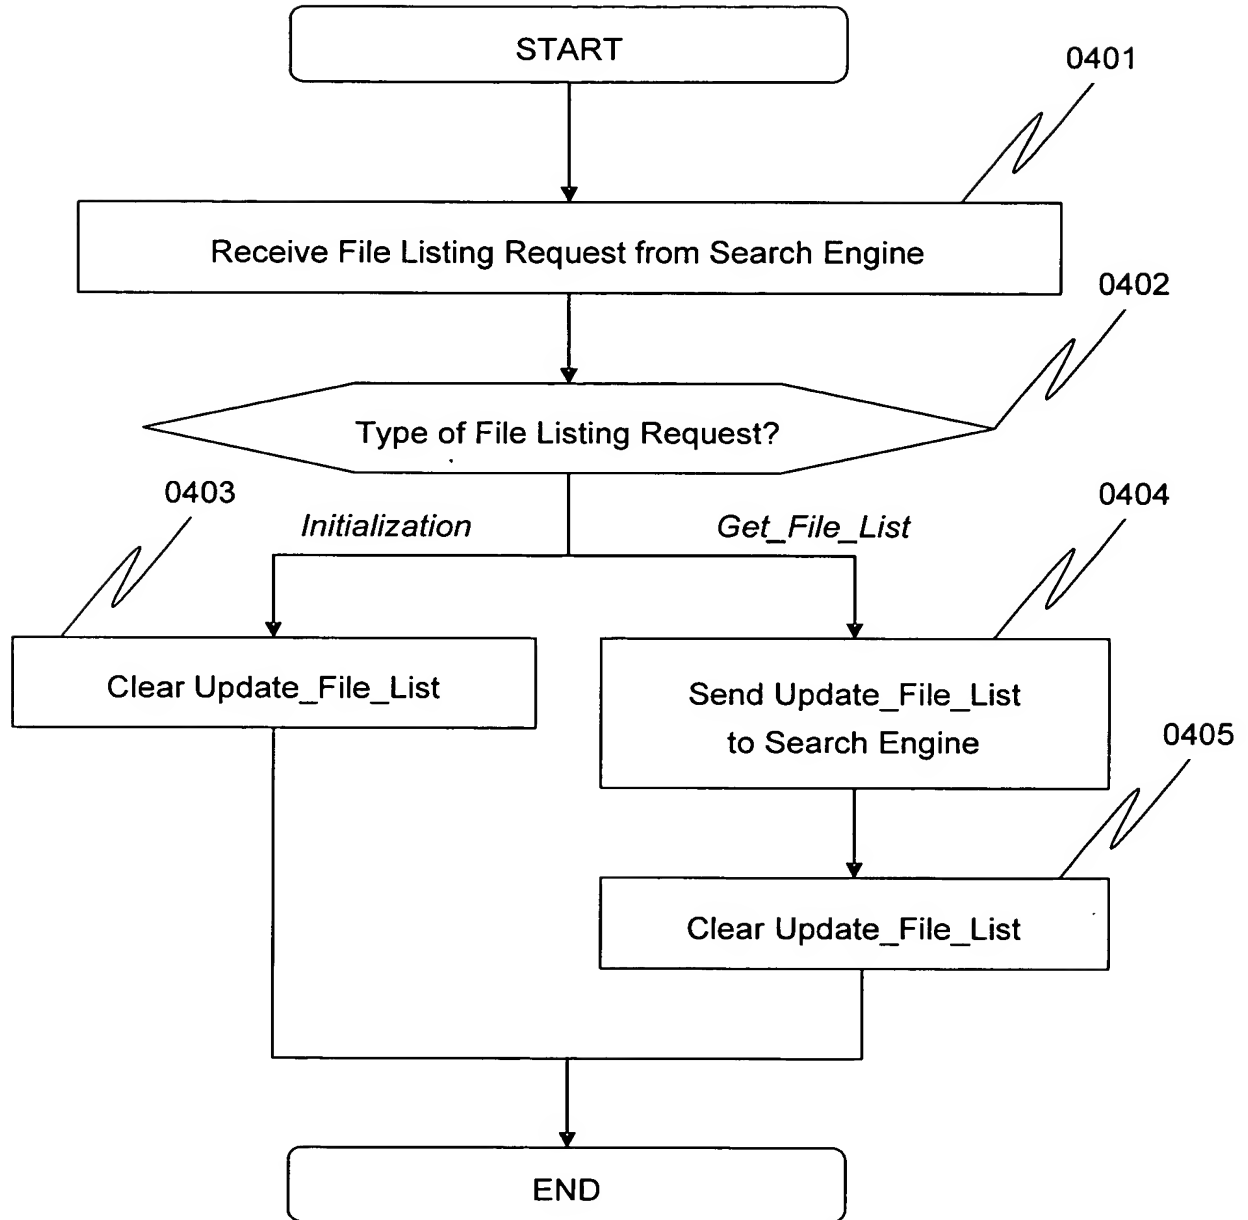 START
0401
Receive File Listing Request from Search Engine
0402
Type of File Listing Request?
0403
Initialization
Get_File_List
0404
Clear Update_File_List
Send Update_File_List
to Search Engine
0405
Clear Update_File_List
END